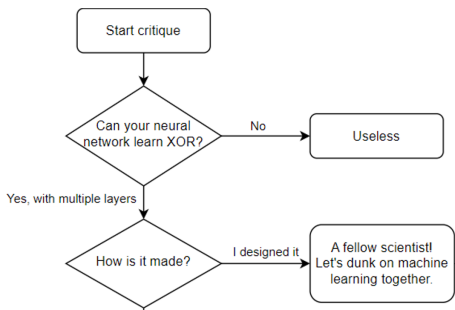 Start critique
Can your neural
network learn XOR?
No
Useless
Yes, with multiple layers
How is it made?
I designed it
A fellow scientist!
Let's dunk on machine
learning together.